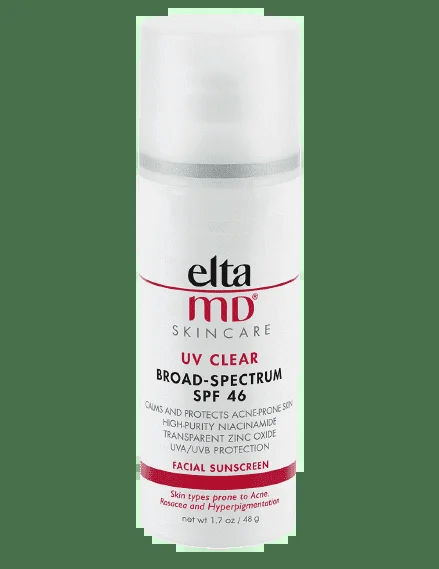 elta
MD®
SKINCARE
UV CLEAR
BROAD-SPECTRUM
SPF 46
CALMS AND PROTECTS ACNE-PRONE SKIN
HIGH-PURITY NIACINAMIDE
TRANSPARENT ZINC OXIDE
UVA/UVB PROTECTION
FACIAL SUNSCREEN
Skin types prone to Acne,
Rosacea and Hyperpigmentation
net wt 1.7 oz / 48 g